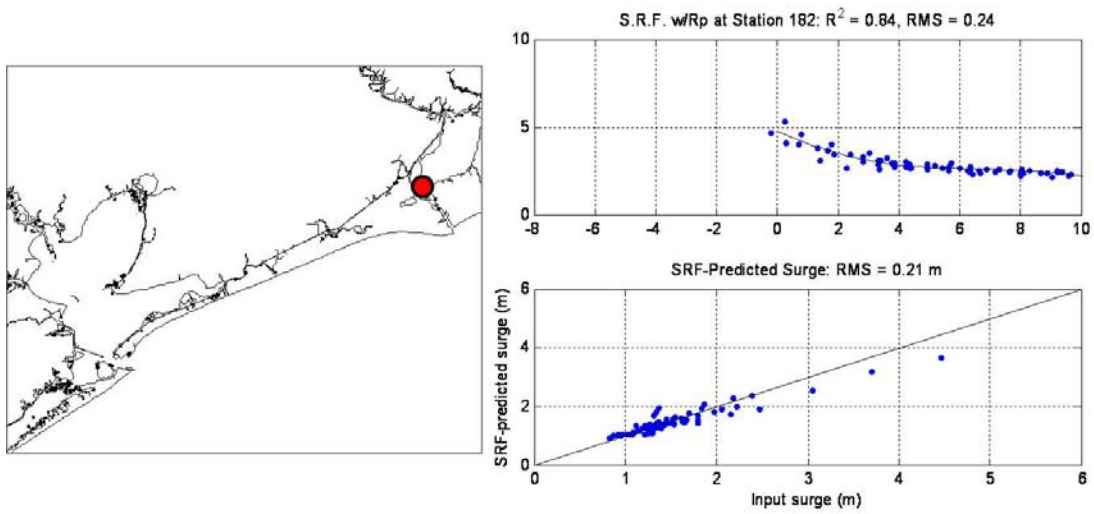 S.R.F. w/Rp at Station 182: R² = 0.84, RMS = 0.24
10
5
0
-8 -6 -4 -2 0 2 4 6 8 10
SRF-Predicted Surge: RMS = 0.21 m
SRF-predicted surge (m)
6
4
2
0
0 1 2 3 4 5 6
Input surge (m)